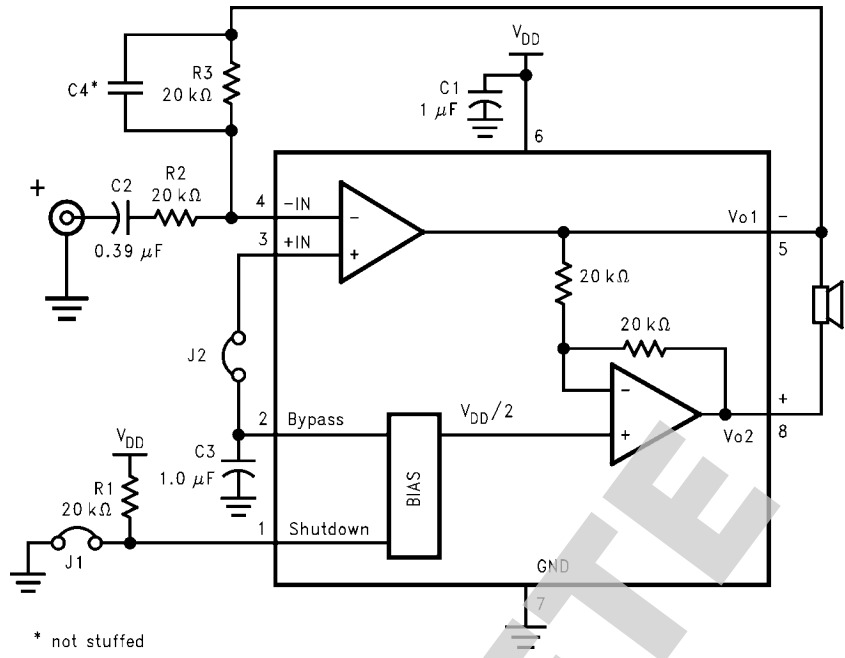 V_DD
C4*
R3
20 kΩ
C1
1 μF
6
+
C2
0.39 μF
R2
20 kΩ
4
-IN
-
3
+IN
+
Vo1
-
5
20 kΩ
20 kΩ
J2
-
+
+
Vo2
8
2
Bypass
V_DD/2
C3
1.0 μF
BIAS
V_DD
R1
20 kΩ
1
Shutdown
J1
GND
7
* not stuffed